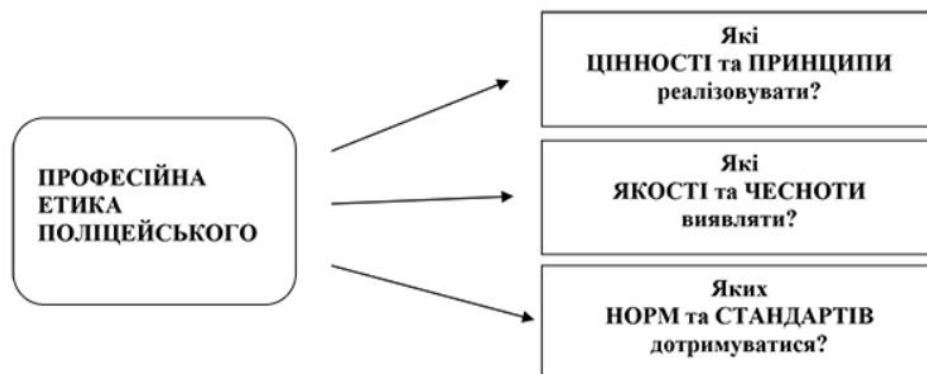 ПРОФЕСІЙНА
ЕТИКА
ПОЛІЦЕЙСЬКОГО
Які
ЦІННОСТІ та ПРИНЦИПИ
реалізовувати?
Які
ЯКОСТІ та ЧЕСНОТИ
виявляти?
Яких
НОРМ та СТАНДАРТІВ
дотримуватися?